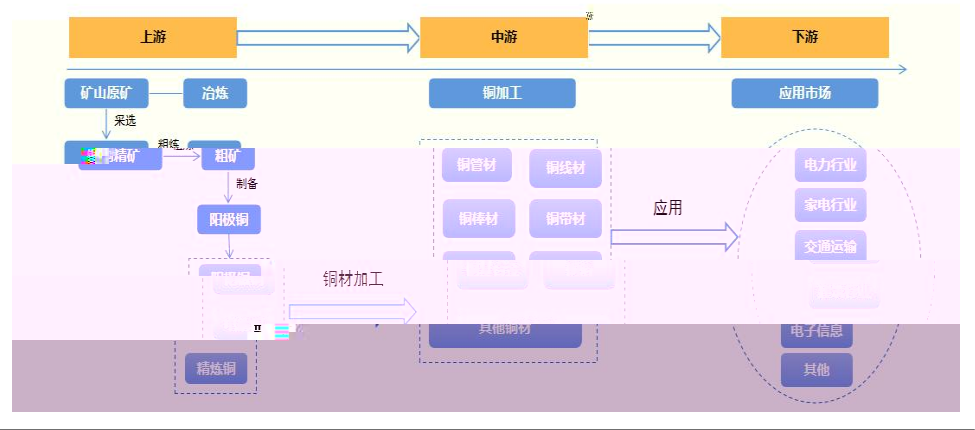 上游
中游
下游
矿山原矿
冶炼
铜加工
应用市场
采选
精矿
粗炼
粗矿
制备
阳极铜
铜管材
铜线材
铜棒材
铜带材
应用
电力行业
家电行业
交通运输
铜材加工
其他铜材
电子信息
精炼铜
其他